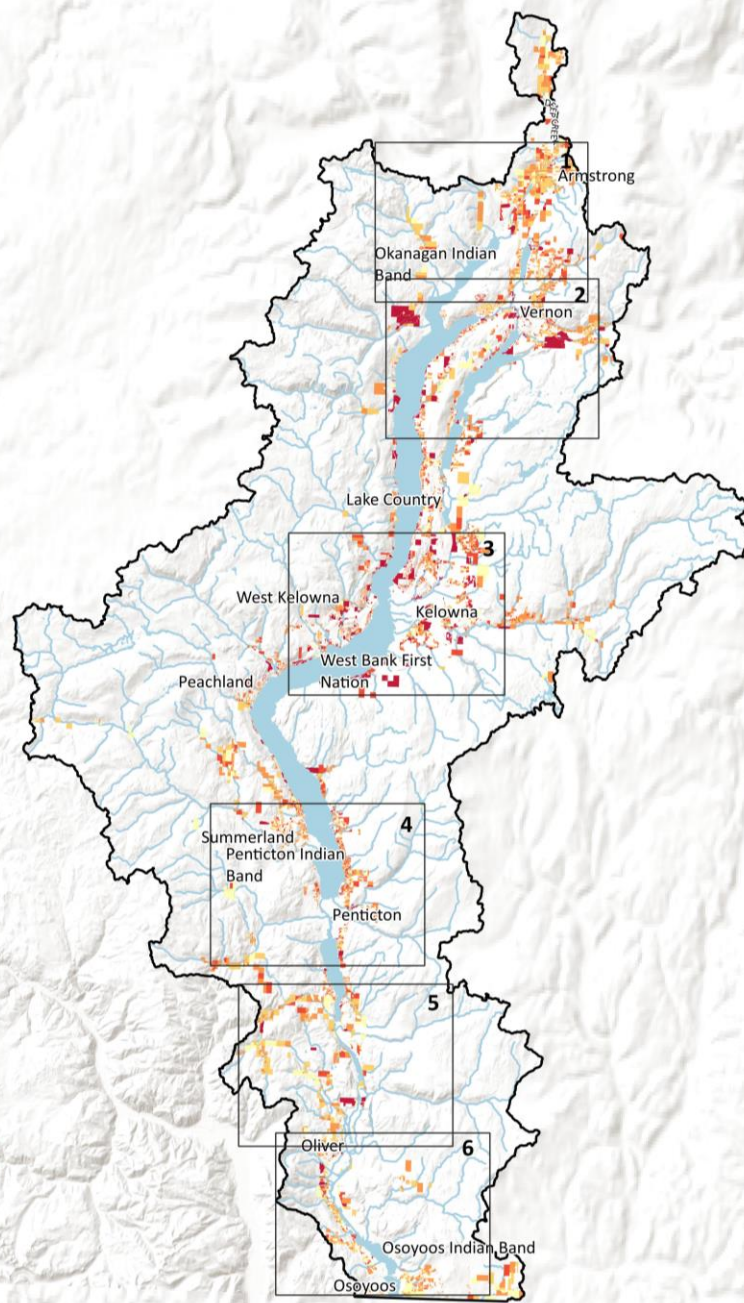 1
Armstrong
Okanagan Indian
Band
2
Vernon
Lake Country
3
West Kelowna
Kelowna
West Bank First
Nation
Peachland
4
Summerland
Penticton Indian
Band
Penticton
5
Oliver
6
Osoyoos Indian Band
Osoyoos